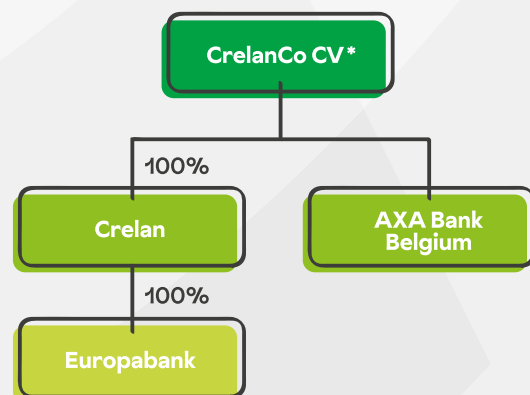 CrelanCo CV*
100%
Crelan
AXA Bank
Belgium
100%
Europabank